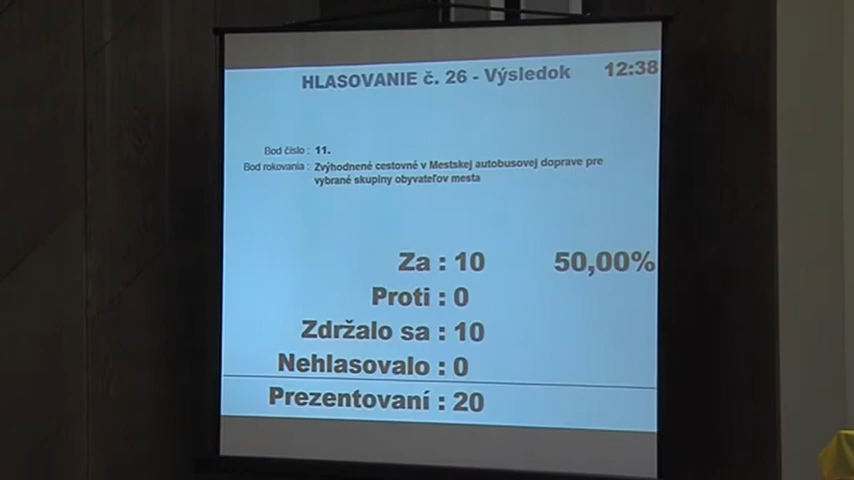 HLASOVANIE č. 26 - Výsledok 12:38
Bod číslo : 11.
Bod rokovania : Zvýhodnené cestovné v Mestskej autobusovej doprave pre
vybrané skupiny obyvateľov mesta
Za : 10 50,00%
Proti : 0
Zdržalo sa : 10
Nehlasovalo : 0
Prezentovaní : 20